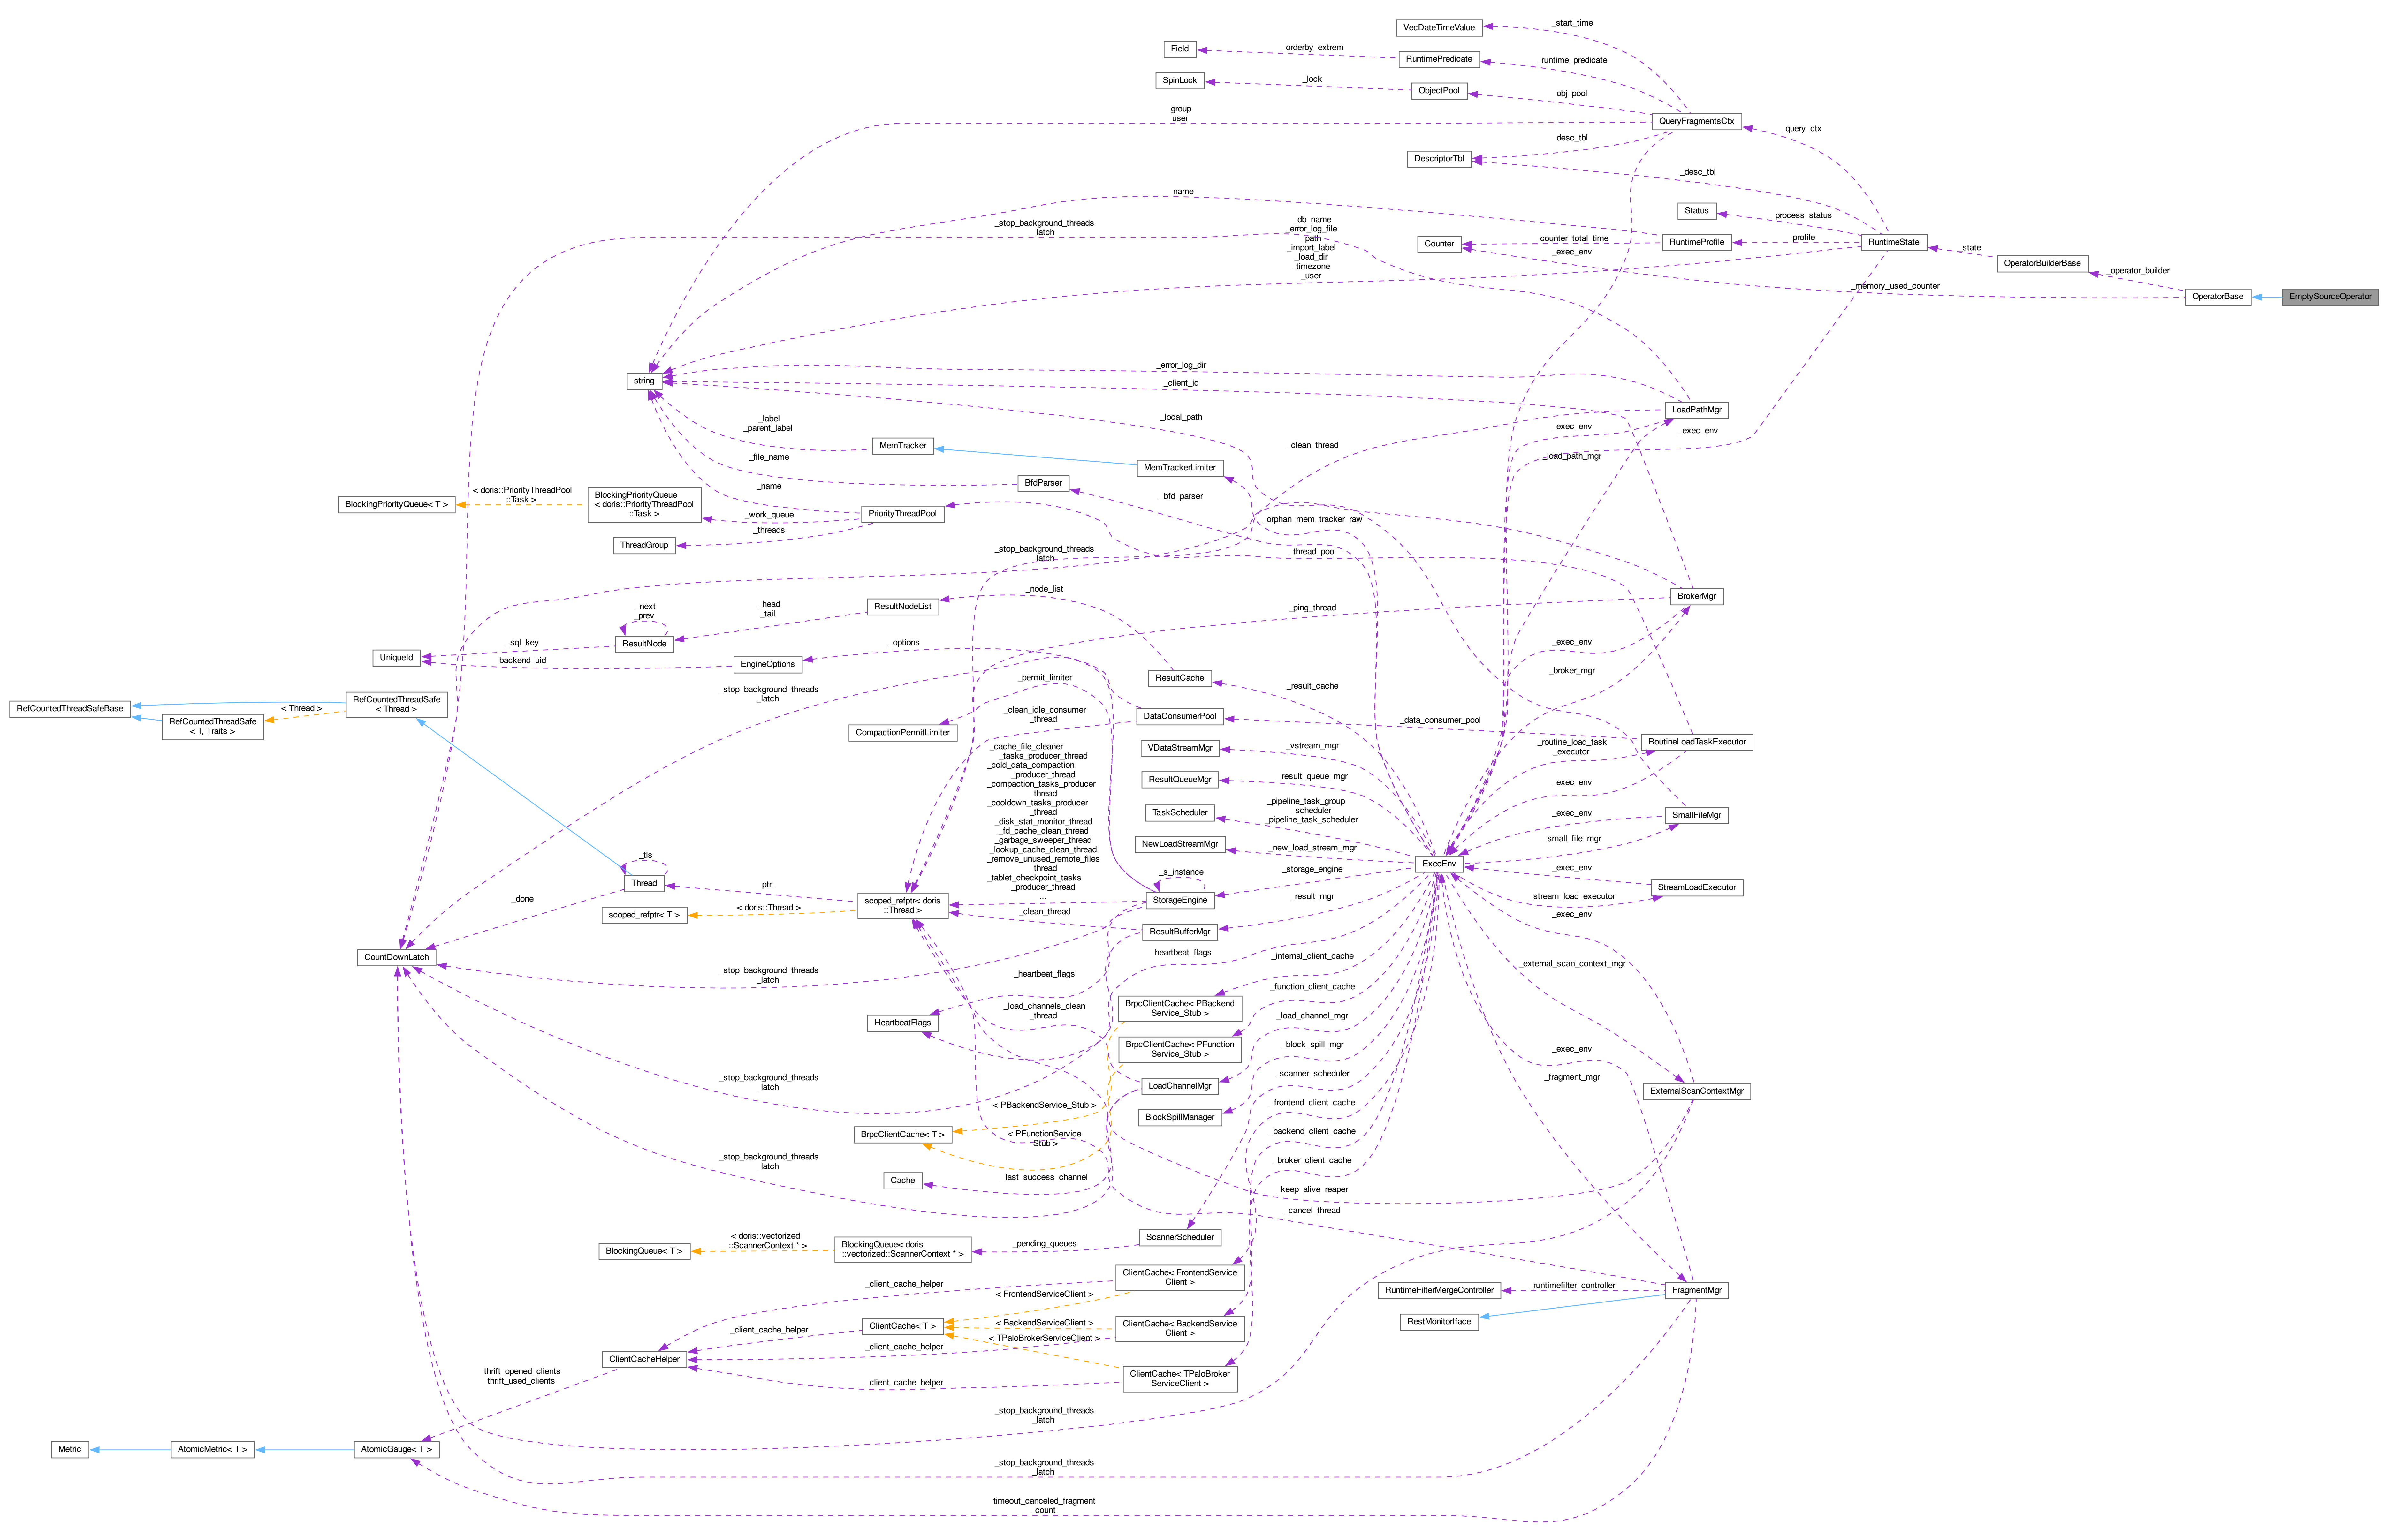 _start_time
VecDateTimeValue
_orderby_extrem
Field
RuntimePredicate
_runtime_predicate
_lock
SpinLock
ObjectPool
obj_pool
group
user
QueryFragmentsCtx
_query_ctx
desc_tbl
DescriptorTbl
_desc_tbl
_name
Status
_process_status
_stop_background_threads
_latch
_db_name
_error_log_file
_path
_import_label
_load_dir
_timezone
_user
_counter_total_time
Counter
_exec_env
RuntimeProfile
_profile
RuntimeState
_state
OperatorBuilderBase
_operator_builder
_memory_used_counter
OperatorBase
EmptySourceOperator
_error_log_dir
string
_client_id
_local_path
LoadPathMgr
_label
_parent_label
MemTracker
_clean_thread
_exec_env
_exec_env
_file_name
MemTrackerLimiter
_load_path_mgr
BfdParser
_bfd_parser
_name
< doris::PriorityThreadPool
::Task >
BlockingPriorityQueue< T >
BlockingPriorityQueue
< doris::PriorityThreadPool
::Task >
_work_queue
PriorityThreadPool
_orphan_mem_tracker_raw
_threads
ThreadGroup
_stop_background_threads
_latch
_thread_pool
_node_list
ResultNodeList
_head
_tail
_next
_prev
ResultNode
_ping_thread
BrokerMgr
_sql_key
UniqueId
backend_uid
EngineOptions
_options
_exec_env
_broker_mgr
ResultCache
_result_cache
_permit_limiter
_stop_background_threads
_latch
RefCountedThreadSafeBase
RefCountedThreadSafe
< T, Traits >
< Thread >
RefCountedThreadSafe
< Thread >
CompactionPermitLimiter
_clean_idle_consumer
_thread
DataConsumerPool
_data_consumer_pool
VDataStreamMgr
_vstream_mgr
_routine_load_task
_executor
RoutineLoadTaskExecutor
_cache_file_cleaner
_tasks_producer_thread
_cold_data_compaction
_producer_thread
_compaction_tasks_producer
_thread
_cooldown_tasks_producer
_thread
_disk_stat_monitor_thread
_fd_cache_clean_thread
_garbage_sweeper_thread
_lookup_cache_clean_thread
_remove_unused_remote_files
_thread
_tablet_checkpoint_tasks
_producer_thread
...
ResultQueueMgr
_result_queue_mgr
_exec_env
TaskScheduler
_pipeline_task_group
_scheduler
_pipeline_task_scheduler
_exec_env
SmallFileMgr
NewLoadStreamMgr
_new_load_stream_mgr
_small_file_mgr
ExecEnv
_tls
Thread
ptr_
_s_instance
_storage_engine
_exec_env
StreamLoadExecutor
_done
scoped_refptr< T >
< doris::Thread >
scoped_refptr< doris
::Thread >
StorageEngine
_result_mgr
_stream_load_executor
_clean_thread
_exec_env
ResultBufferMgr
CountDownLatch
_stop_background_threads
_latch
_heartbeat_flags
_heartbeat_flags
_internal_client_cache
_external_scan_context_mgr
_function_client_cache
HeartbeatFlags
_load_channels_clean
_thread
BrpcClientCache< PBackend
Service_Stub >
_load_channel_mgr
BrpcClientCache< PFunction
Service_Stub >
_block_spill_mgr
_exec_env
_stop_background_threads
_latch
LoadChannelMgr
_scanner_scheduler
_fragment_mgr
ExternalScanContextMgr
< PBackendService_Stub >
BlockSpillManager
_frontend_client_cache
BrpcClientCache< T >
< PFunctionService
_Stub >
_backend_client_cache
_stop_background_threads
_latch
_broker_client_cache
Cache
_last_success_channel
_keep_alive_reaper
_cancel_thread
BlockingQueue< T >
< doris::vectorized
::ScannerContext * >
BlockingQueue< doris
::vectorized::ScannerContext * >
_pending_queues
ScannerScheduler
_client_cache_helper
ClientCache< FrontendService
Client >
RuntimeFilterMergeController
_runtimefilter_controller
FragmentMgr
< FrontendServiceClient >
RestMonitorIface
_client_cache_helper
ClientCache< T >
< BackendServiceClient >
ClientCache< BackendService
Client >
< TPaloBrokerServiceClient >
_client_cache_helper
ClientCacheHelper
thrift_opened_clients
thrift_used_clients
_client_cache_helper
ClientCache< TPaloBroker
ServiceClient >
_stop_background_threads
_latch
Metric
AtomicMetric< T >
AtomicGauge< T >
_stop_background_threads
_latch
timeout_canceled_fragment
_count